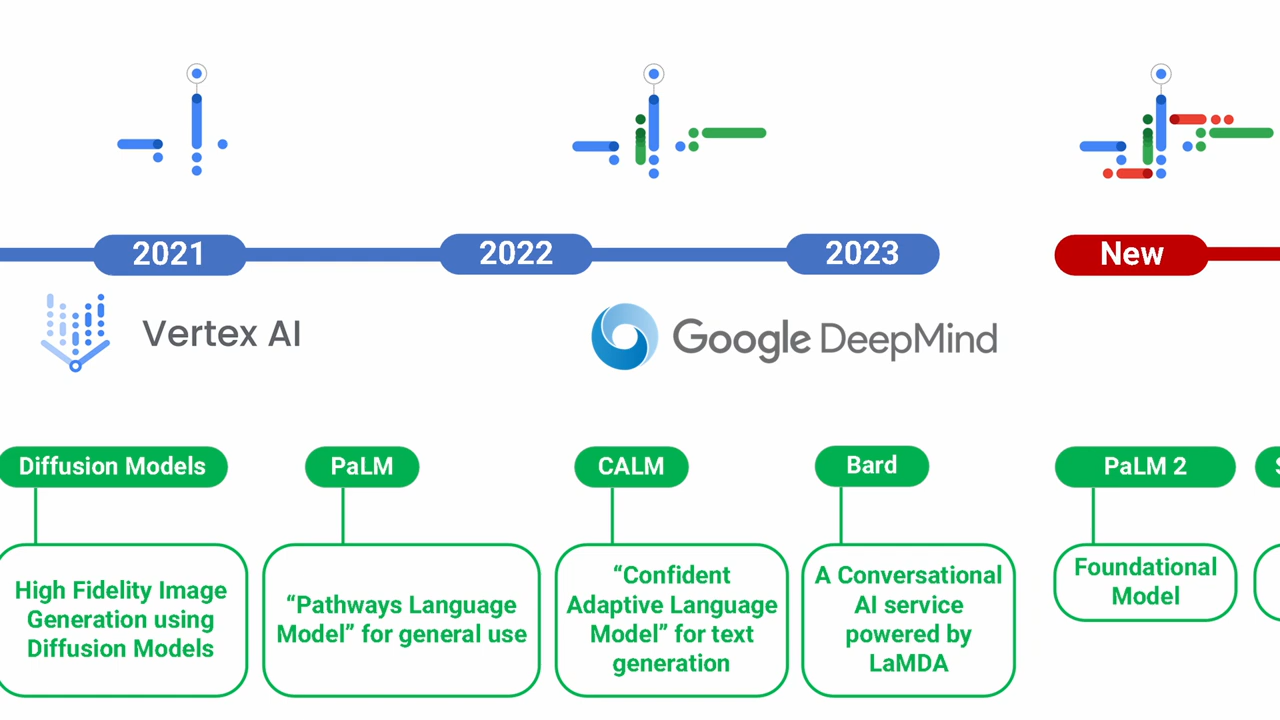 2021
2022
2023
New
Vertex AI
Google DeepMind
Diffusion Models
PaLM
CALM
Bard
PaLM 2
S
High Fidelity Image
Generation using
Diffusion Models
“Pathways Language
Model” for general use
“Confident
Adaptive Language
Model” for text
generation
A Conversational
AI service
powered by
LaMDA
Foundational
Model